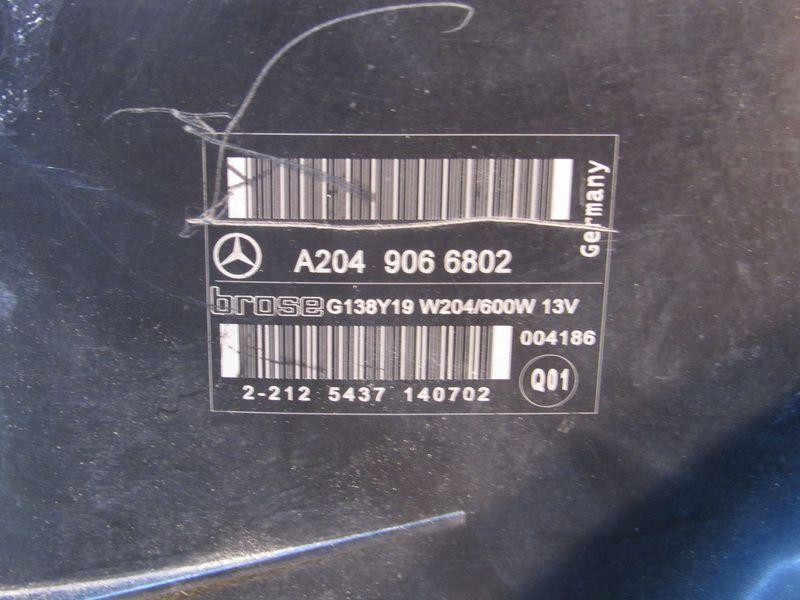 Germany
A204 906 6802
brose G138Y19 W204/600W 13V
004186
Q01
2-212 5437 140702